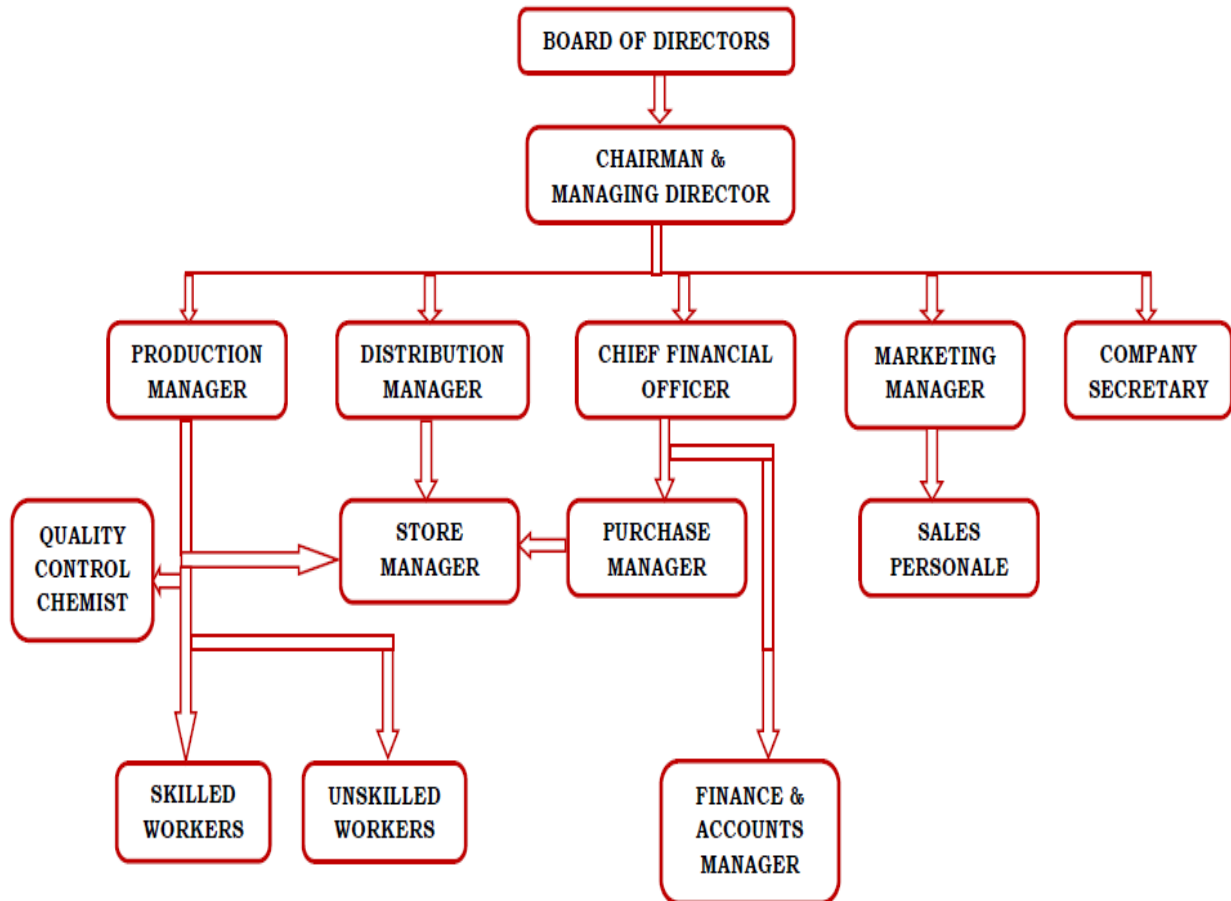 BOARD OF DIRECTORS
CHAIRMAN &
MANAGING DIRECTOR
PRODUCTION
MANAGER
DISTRIBUTION
MANAGER
CHIEF FINANCIAL
OFFICER
MARKETING
MANAGER
COMPANY
SECRETARY
QUALITY
CONTROL
CHEMIST
STORE
MANAGER
PURCHASE
MANAGER
SALES
PERSONALE
SKILLED
WORKERS
UNSKILLED
WORKERS
FINANCE &
ACCOUNTS
MANAGER